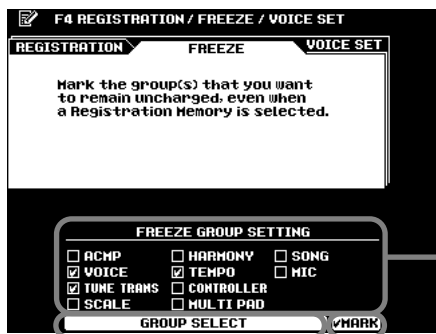 F4 REGISTRATION / FREEZE / VOICE SET
REGISTRATION FREEZE VOICE SET
Mark the group(s) that you want
to remain uncharged, even when
a Registration Memory is selected.
FREEZE GROUP SETTING
ACMP HARMONY SONG
VOICE TEMPO MIC
TUNE TRANS CONTROLLER
SCALE MULTI PAD
GROUP SELECT ✓MARK